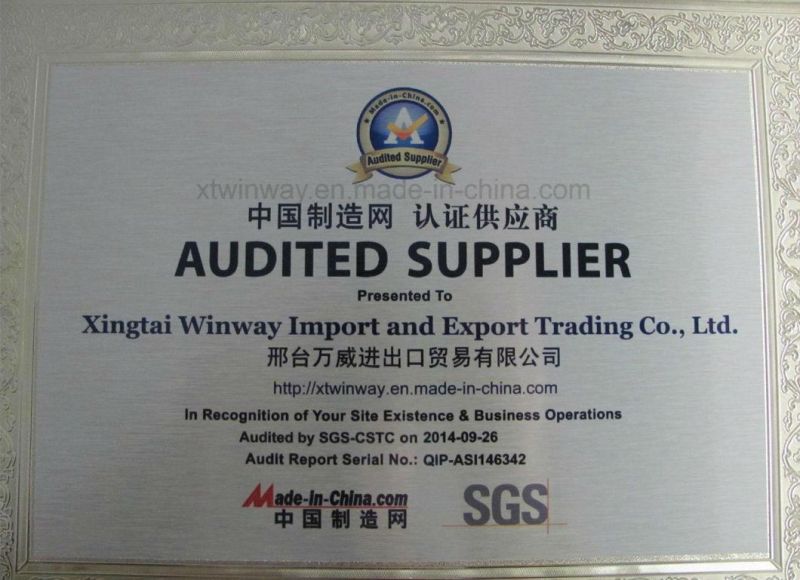 Made-in-China.com
A
Audited Supplier
xtwinway.en.made-in-china.com
中国制造网 认证供应商
AUDITED SUPPLIER
Presented To
Xingtai Winway Import and Export Trading Co., Ltd.
邢台万威进出口贸易有限公司
http://xtwinway.en.made-in-china.com
In Recognition of Your Site Existence & Business Operations
Audited by SGS-CSTC on 2014-09-26
Audit Report Serial No.: QIP-ASI146342
Made-in-China.com
中国制造网
SGS